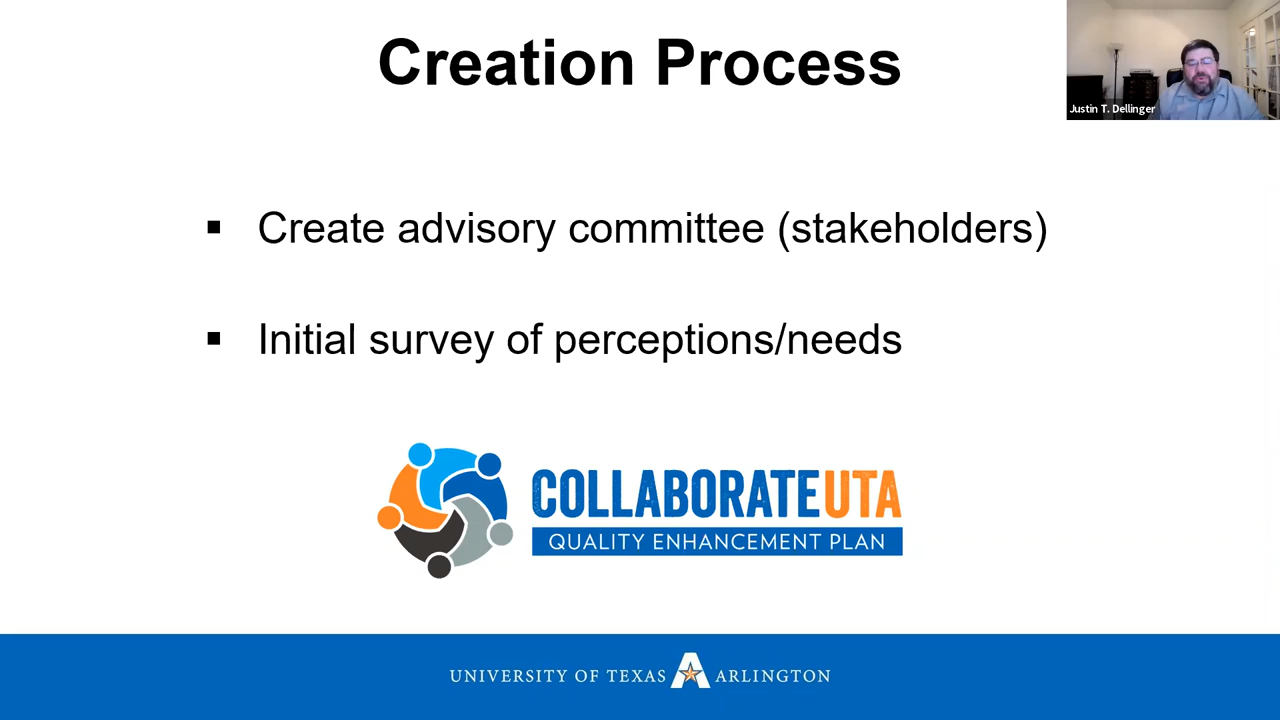 Creation Process
Justin T. Dellinger
▪ Create advisory committee (stakeholders)
▪ Initial survey of perceptions/needs
COLLABORATEUTA
QUALITY ENHANCEMENT PLAN
UNIVERSITY OF TEXAS A ARLINGTON